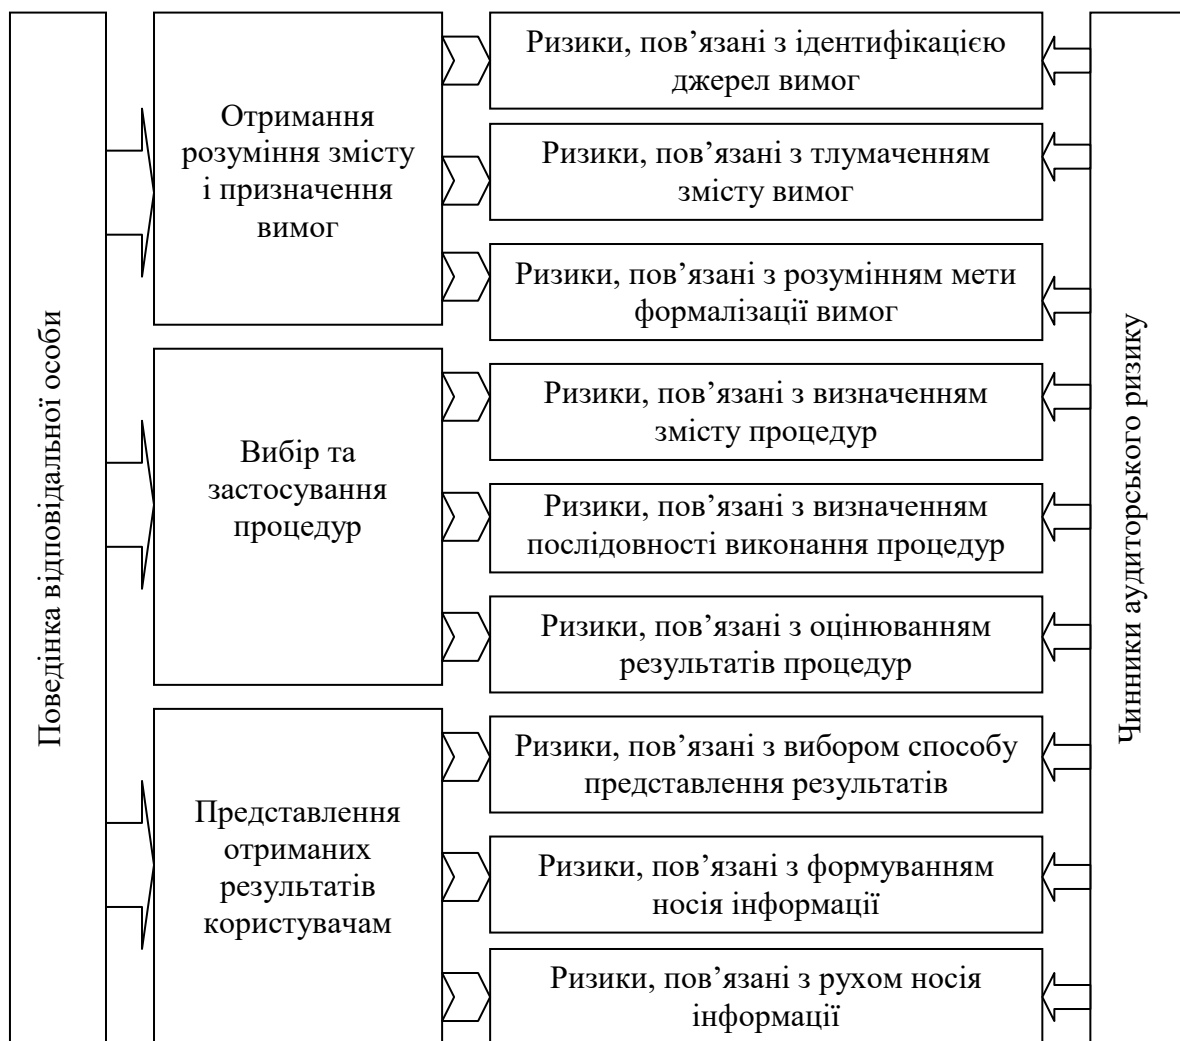 Поведінка відповідальної особи
Отримання
розуміння змісту
і призначення
вимог
Ризики, пов’язані з ідентифікацією
джерел вимог
Ризики, пов’язані з тлумаченням
змісту вимог
Ризики, пов’язані з розумінням мети
формалізації вимог
Вибір та
застосування
процедур
Ризики, пов’язані з визначенням
змісту процедур
Ризики, пов’язані з визначенням
послідовності виконання процедур
Ризики, пов’язані з оцінюванням
результатів процедур
Представлення
отриманих
результатів
користувачам
Ризики, пов’язані з вибором способу
представлення результатів
Ризики, пов’язані з формуванням
носія інформації
Ризики, пов’язані з рухом носія
інформації
Чинники аудиторського ризику